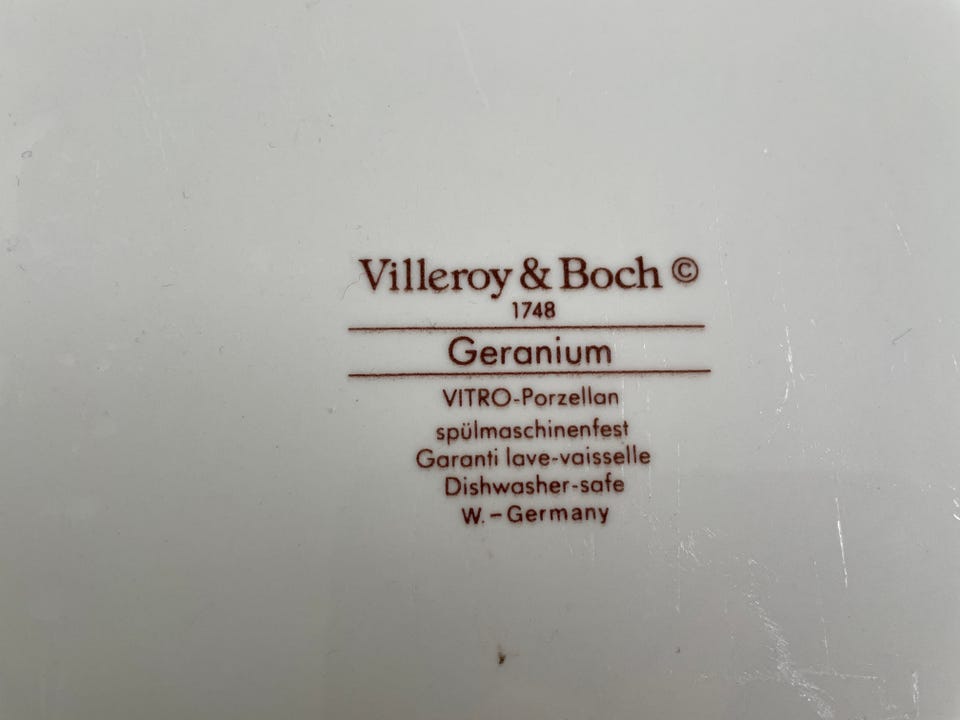 Villeroy & Boch ©
1748
Geranium
VITRO-Porzellan
spülmaschinenfest
Garanti lave-vaisselle
Dishwasher-safe
W.-Germany